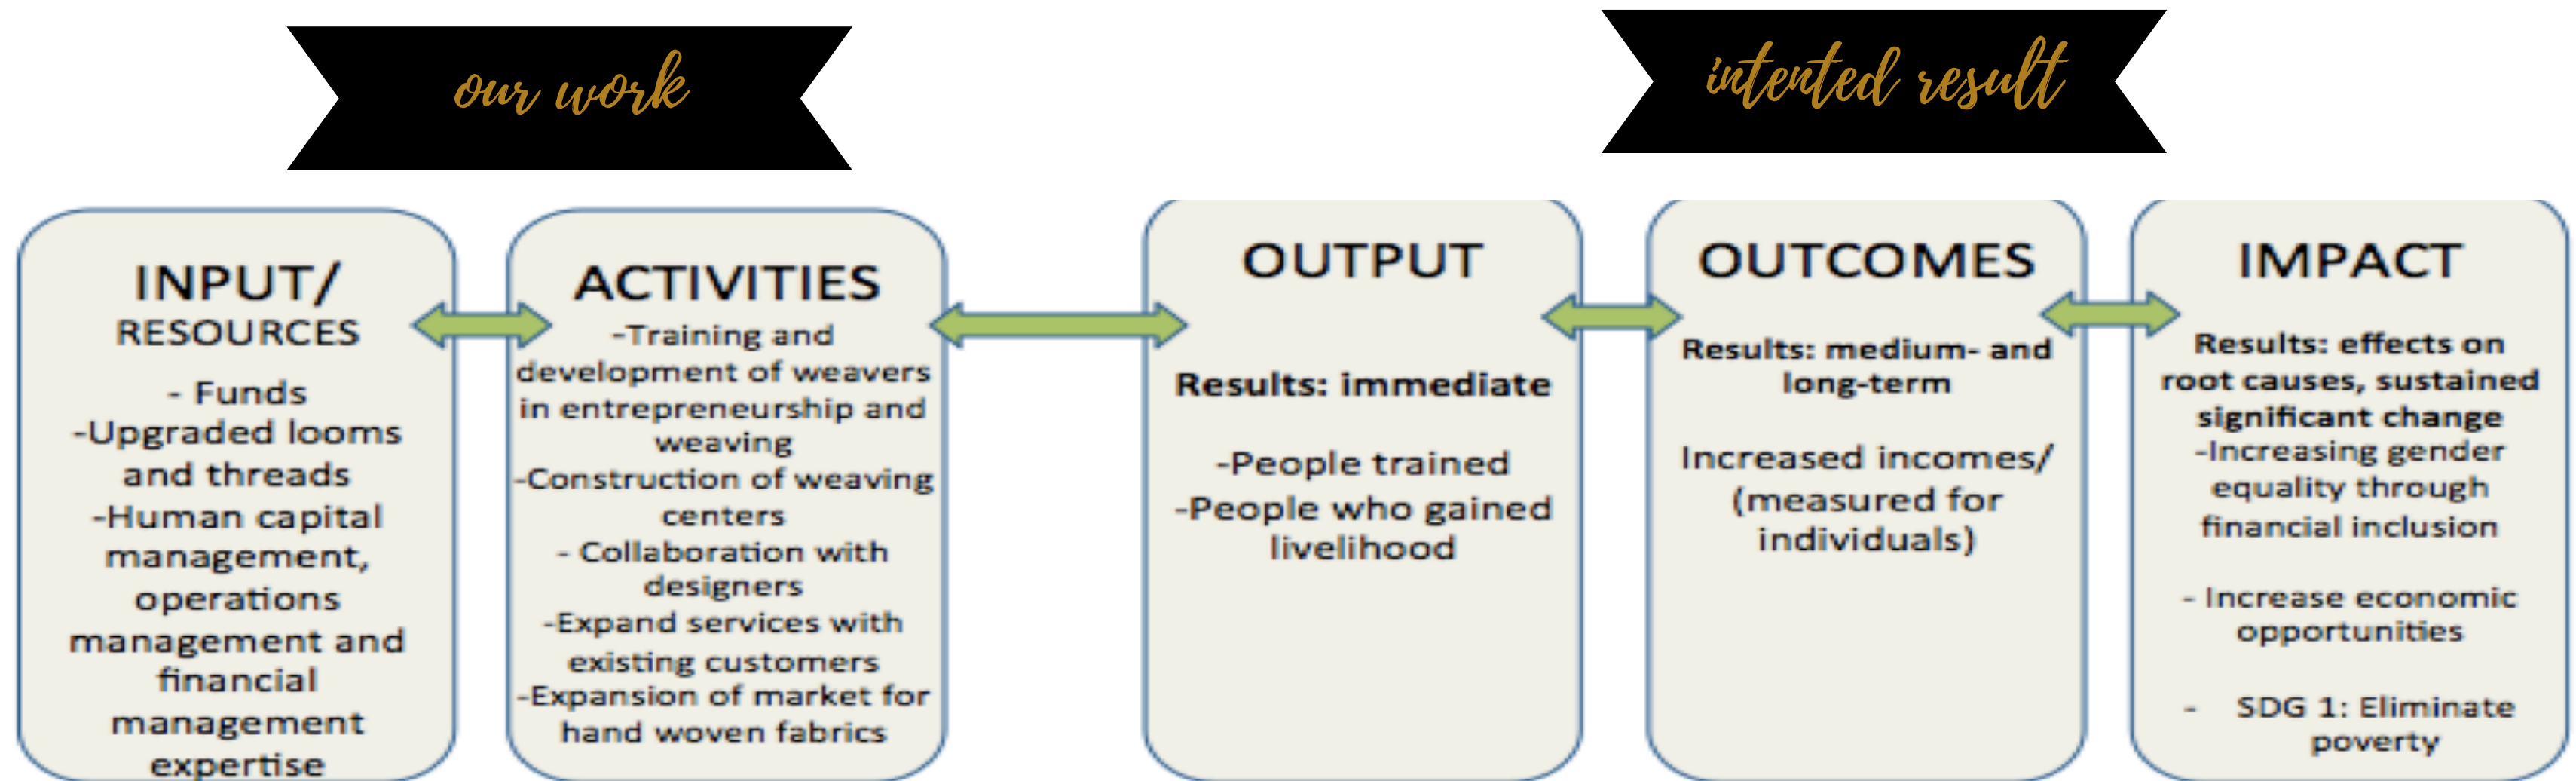 our work
intented result
INPUT/
RESOURCES
- Funds
-Upgraded looms
and threads
-Human capital
management,
operations
management and
financial
management
expertise
ACTIVITIES
-Training and
development of weavers
in entrepreneurship and
weaving
-Construction of weaving
centers
- Collaboration with
designers
-Expand services with
existing customers
-Expansion of market for
hand woven fabrics
OUTPUT
Results: immediate
-People trained
-People who gained
livelihood
OUTCOMES
Results: medium- and
long-term
Increased incomes/
(measured for
individuals)
IMPACT
Results: effects on
root causes, sustained
significant change
-Increasing gender
equality through
financial inclusion
- Increase economic
opportunities
- SDG 1: Eliminate
poverty